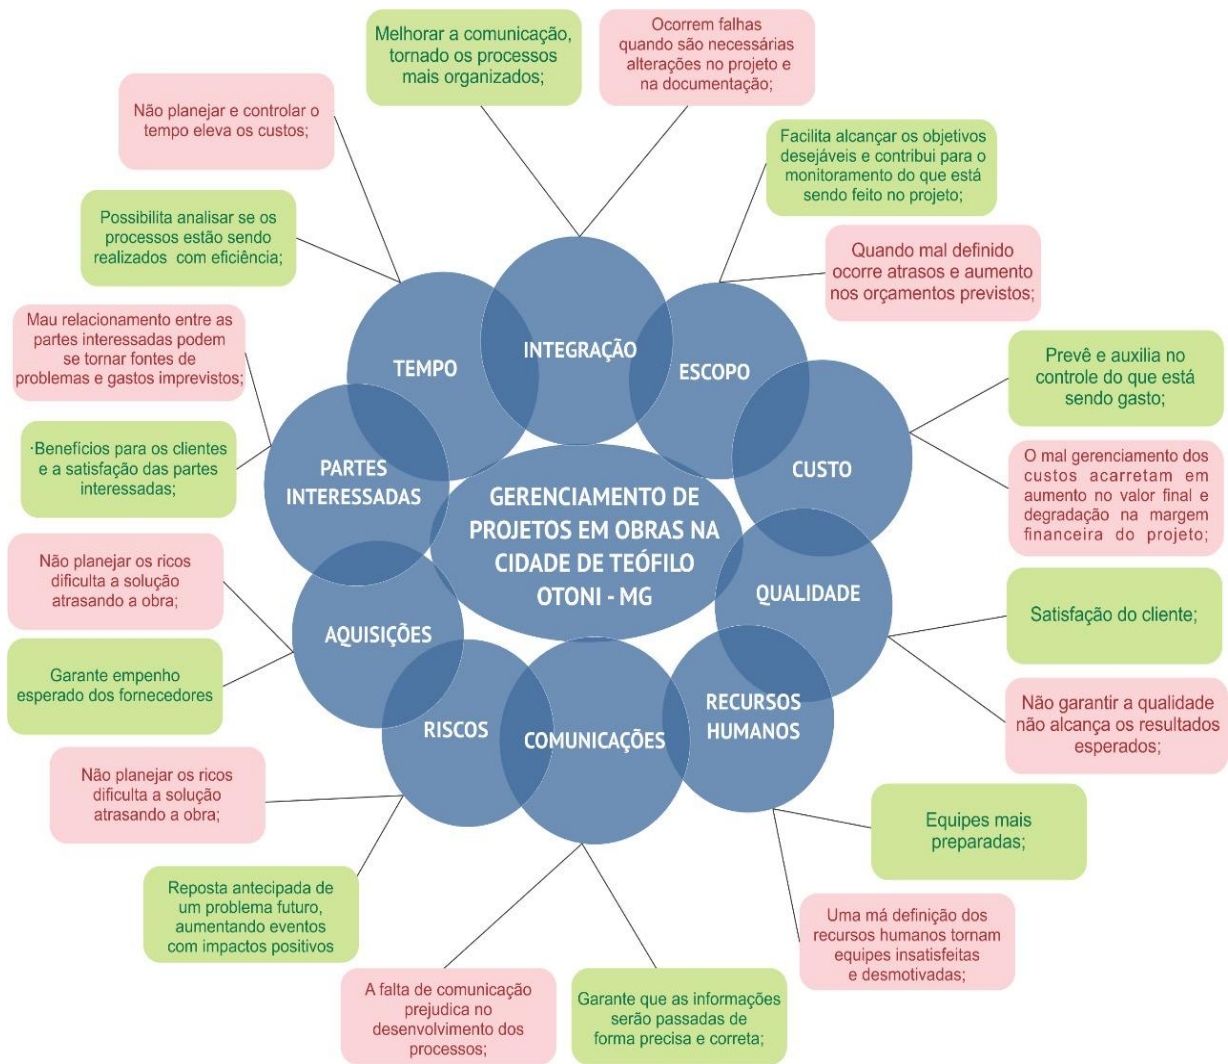 Melhorar a comunicação,
tornado os processos
mais organizados;
Ocorrem falhas
quando são necessárias
alterações no projeto e
na documentação;
Não planejar e controlar o
tempo eleva os custos;
Facilita alcançar os objetivos
desejáveis e contribui para o
monitoramento do que está
sendo feito no projeto;
Possibilita analisar se os
processos estão sendo
realizados com eficiência;
Quando mal definido
ocorre atrasos e aumento
nos orçamentos previstos;
Mau relacionamento entre as
partes interessadas podem
se tornar fontes de
problemas e gastos imprevistos;
TEMPO
INTEGRAÇÃO
ESCOPO
Prevê e auxilia no
controle do que está
sendo gasto;
·Benefícios para os clientes
e a satisfação das partes
interessadas;
PARTES
INTERESSADAS
CUSTO
O mal gerenciamento dos
custos acarretam em
aumento no valor final e
degradação na margem
financeira do projeto;
GERENCIAMENTO DE
PROJETOS EM OBRAS NA
CIDADE DE TEÓFILO
OTONI - MG
Não planejar os ricos
dificulta a solução
atrasando a obra;
QUALIDADE
Satisfação do cliente;
AQUISIÇÕES
Garante empenho
esperado dos fornecedores
RISCOS
COMUNICAÇÕES
RECURSOS
HUMANOS
Não garantir a qualidade
não alcança os resultados
esperados;
Não planejar os ricos
dificulta a solução
atrasando a obra;
Equipes mais
preparadas;
Reposta antecipada de
um problema futuro,
aumentando eventos
com impactos positivos
Uma má definição dos
recursos humanos tornam
equipes insatisfeitas
e desmotivadas;
A falta de comunicação
prejudica no
desenvolvimento dos
processos;
Garante que as informações
serão passadas de
forma precisa e correta;